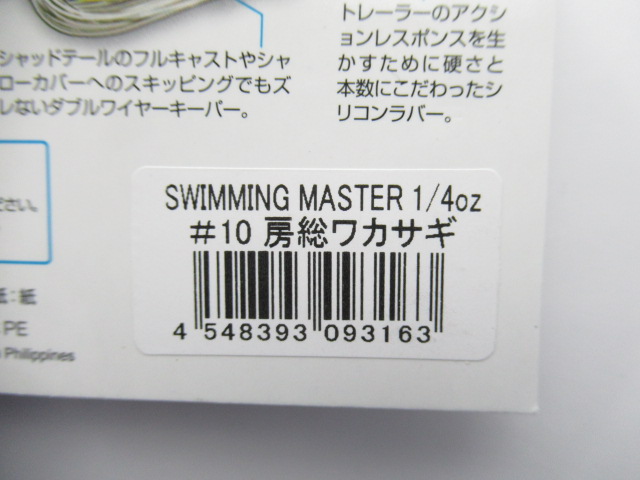 シャッドテールのフルキャストやシャ
ローカバーへのスキッピングでもズ
レないダブルワイヤーキーパー。
トレーラーのアクシ
ョンレスポンスを生
かすために硬さと
本数にこだわったシ
リコンラバー。
ださい。
SWIMMING MASTER 1/4oz
#10 房総ワカサギ
4 548393 093163
紙：紙
PE
Philippines